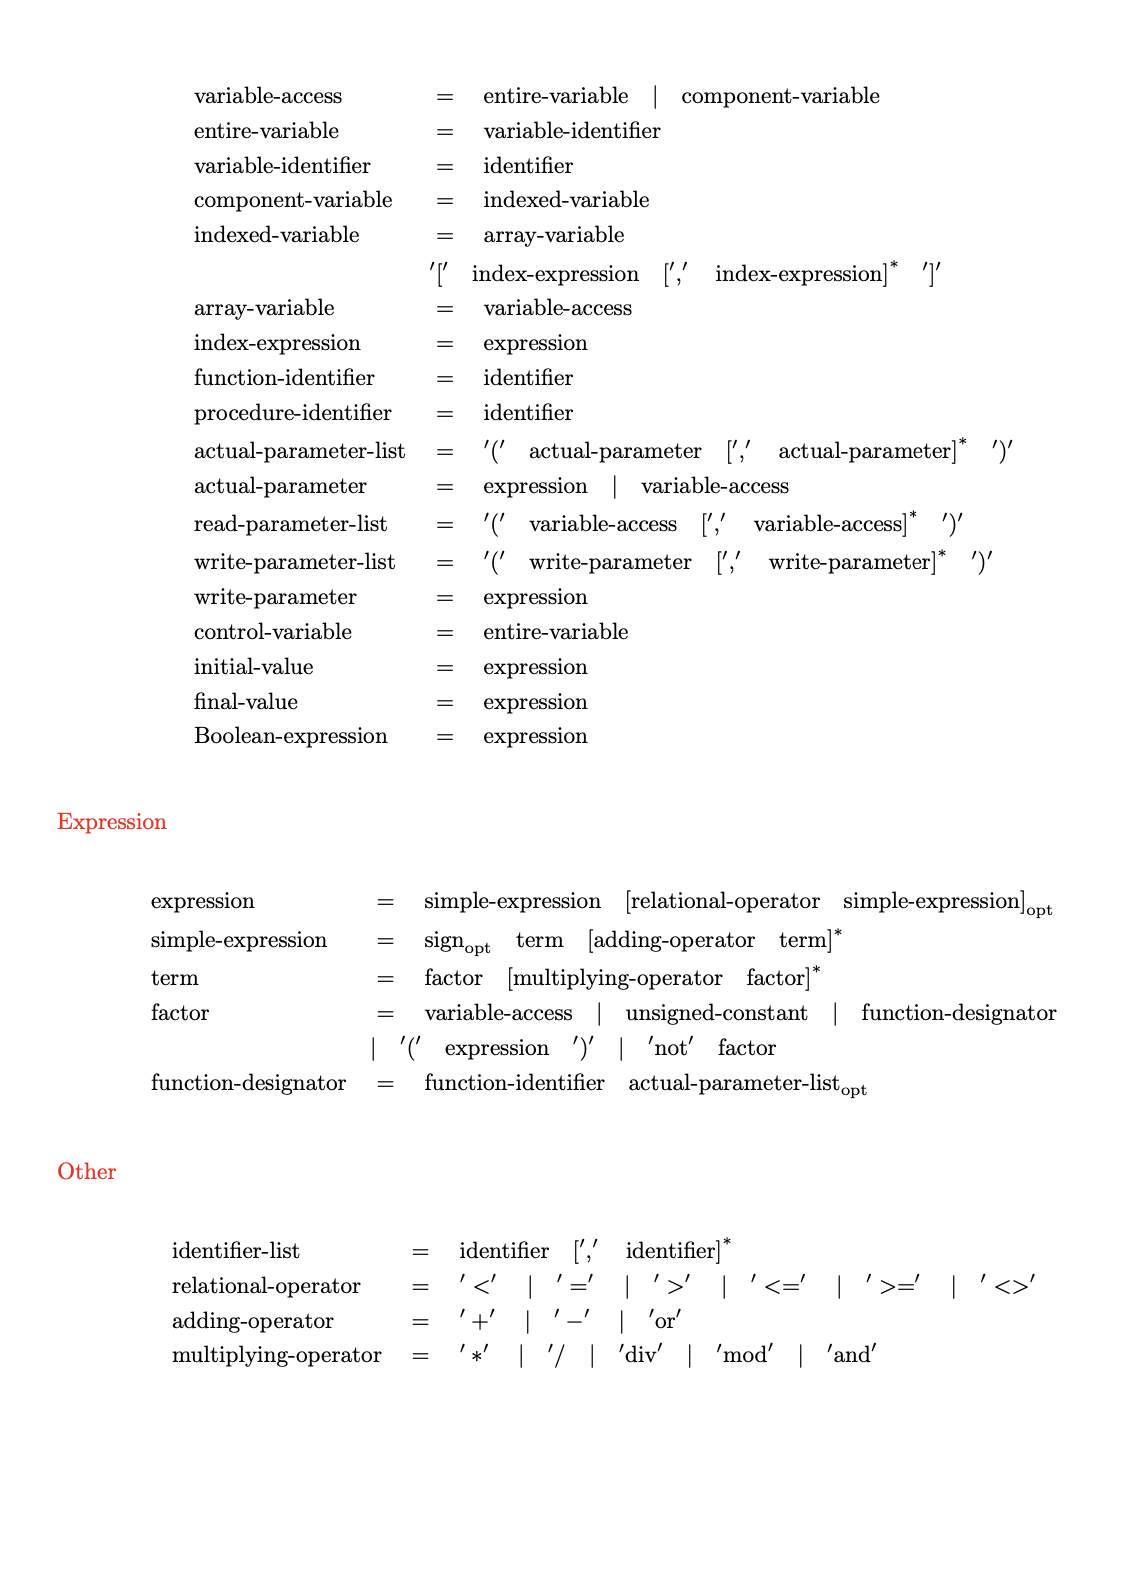 variable-access = entire-variable | component-variable
entire-variable = variable-identifier
variable-identifier = identifier
component-variable = indexed-variable
indexed-variable = array-variable
'[' index-expression [',' index-expression]* ']'
array-variable = variable-access
index-expression = expression
function-identifier = identifier
procedure-identifier = identifier
actual-parameter-list = '(' actual-parameter [',' actual-parameter]* ')'
actual-parameter = expression | variable-access
read-parameter-list = '(' variable-access [',' variable-access]* ')'
write-parameter-list = '(' write-parameter [',' write-parameter]* ')'
write-parameter = expression
control-variable = entire-variable
initial-value = expression
final-value = expression
Boolean-expression = expression
Expression
expression = simple-expression [relational-operator simple-expression]opt
simple-expression = signopt term [adding-operator term]*
term = factor [multiplying-operator factor]*
factor = variable-access | unsigned-constant | function-designator
| '(' expression ')' | 'not' factor
function-designator = function-identifier actual-parameter-listopt
Other
identifier-list = identifier [',' identifier]*
relational-operator = ' <' | ' =' | ' >' | ' <=' | ' >=' | ' <>'
adding-operator = ' +' | ' −' | 'or'
multiplying-operator = ' *' | '/ | 'div' | 'mod' | 'and'